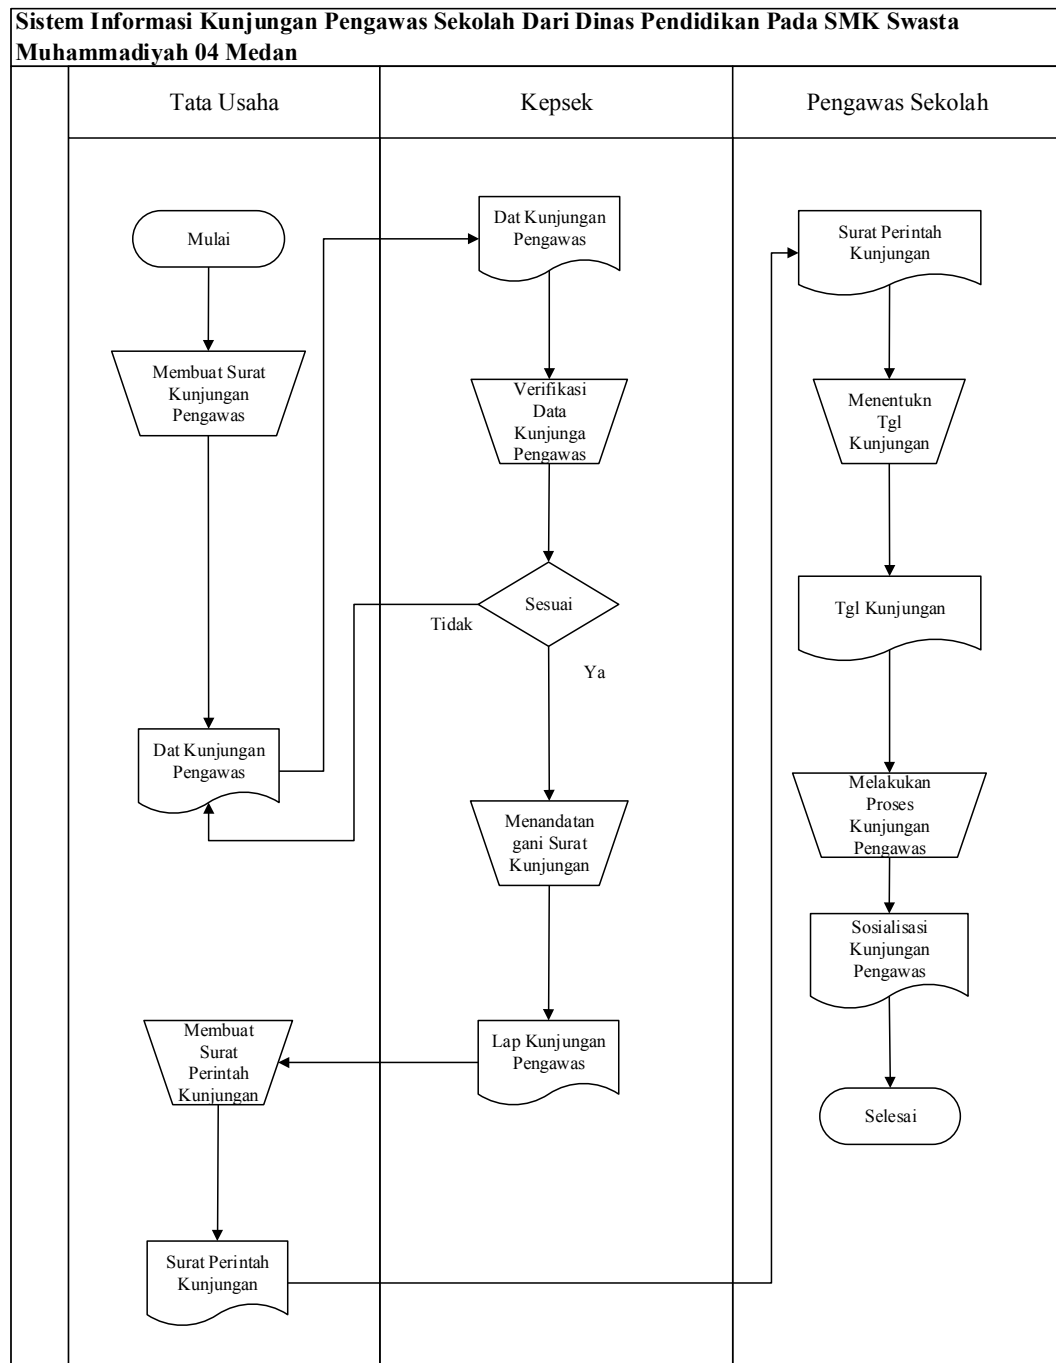 Sistem Informasi Kunjungan Pengawas Sekolah Dari Dinas Pendidikan Pada SMK Swasta
Muhammadiyah 04 Medan
Tata Usaha
Kepsek
Pengawas Sekolah
Mulai
Membuat Surat
Kunjungan
Pengawas
Dat Kunjungan
Pengawas
Membuat
Surat
Perintah
Kunjungan
Surat Perintah
Kunjungan
Dat Kunjungan
Pengawas
Verifikasi
Data
Kunjunga
Pengawas
Sesuai
Tidak
Ya
Menandatan
gani Surat
Kunjungan
Lap Kunjungan
Pengawas
Surat Perintah
Kunjungan
Menentukn
Tgl
Kunjungan
Tgl Kunjungan
Melakukan
Proses
Kunjungan
Pengawas
Sosialisasi
Kunjungan
Pengawas
Selesai